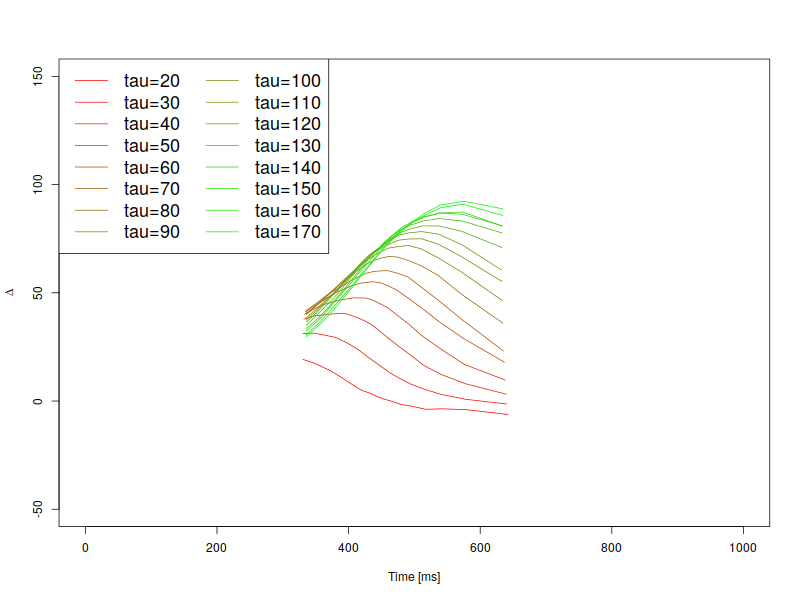 tau=20 tau=100
tau=30 tau=110
tau=40 tau=120
tau=50 tau=130
tau=60 tau=140
tau=70 tau=150
tau=80 tau=160
tau=90 tau=170
150
100
50
0
-50
Δ
0 200 400 600 800 1000
Time [ms]